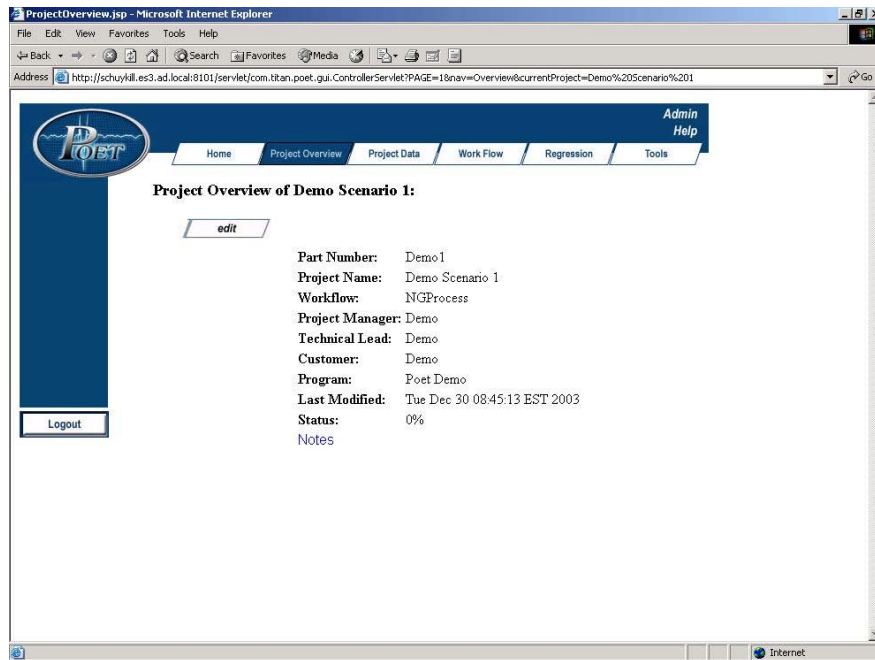 ProjectOverview.jsp - Microsoft Internet Explorer
File Edit View Favorites Tools Help
Back Search Favorites Media
Address http://schuykill.es3.ad.local:8101/servlet/com.titan.poet.gui.ControllerServlet?PAGE=1&nav=Overview&currentProject=Demo%20Scenario%201 Go
Admin
Help
POET
Home Project Overview Project Data Work Flow Regression Tools
Project Overview of Demo Scenario 1:
edit
Part Number: Demo1
Project Name: Demo Scenario 1
Workflow: NGProcess
Project Manager: Demo
Technical Lead: Demo
Customer: Demo
Program: Poet Demo
Last Modified: Tue Dec 30 08:45:13 EST 2003
Status: 0%
Notes
Logout
Internet